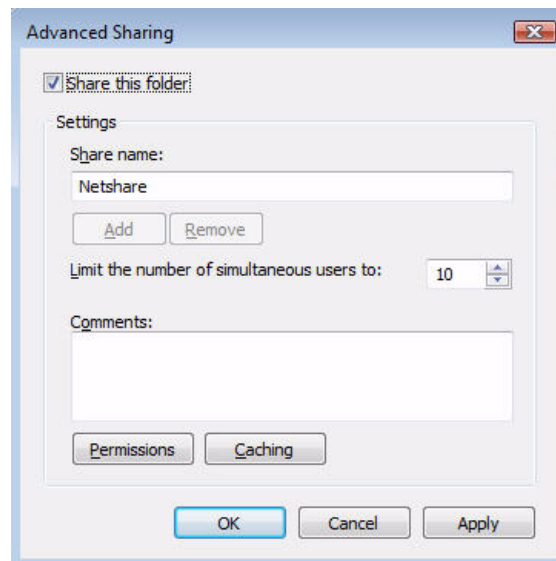 Advanced Sharing
Share this folder
Settings
Share name:
Netshare
Add Remove
Limit the number of simultaneous users to: 10
Comments:
Permissions Caching
OK Cancel Apply